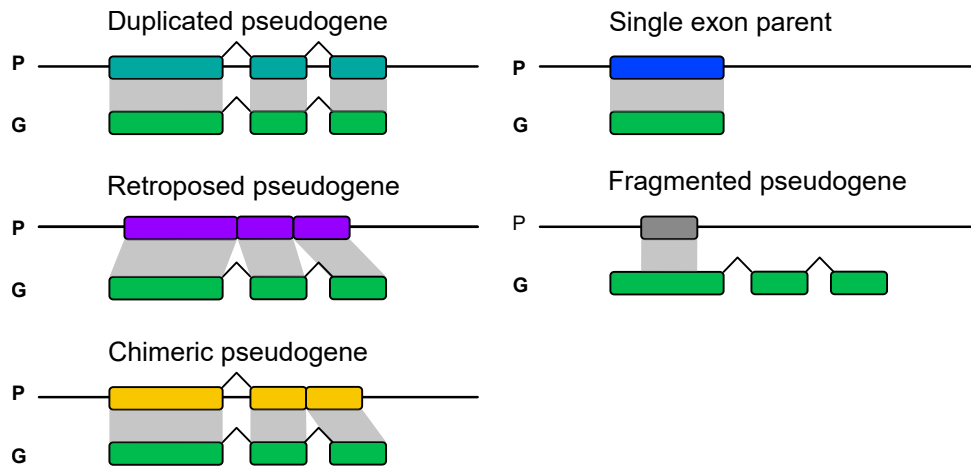 Duplicated pseudogene
P
G
Retroposed pseudogene
P
G
Chimeric pseudogene
P
G
Single exon parent
P
G
Fragmented pseudogene
P
G